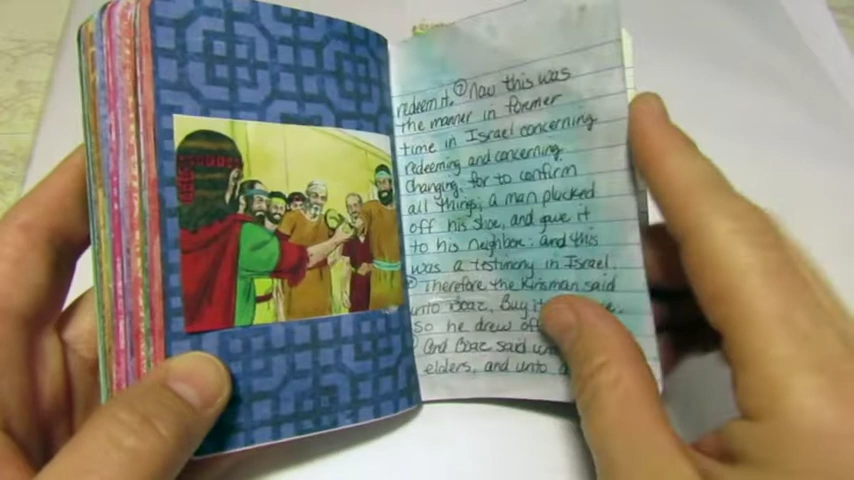 redeem it. ⑦ Now this was
the manner in former
time in Israel concerning
redeeming and concerning
changing, for to confirm
all things; a man plucked
off his shoe, and gave it
to his neighbor: and this
was a testimony in Israel.
⑧ Therefore the Kinsman said
unto Boaz, Buy it
so he drew off
And Boaz said unto
elders, and unto